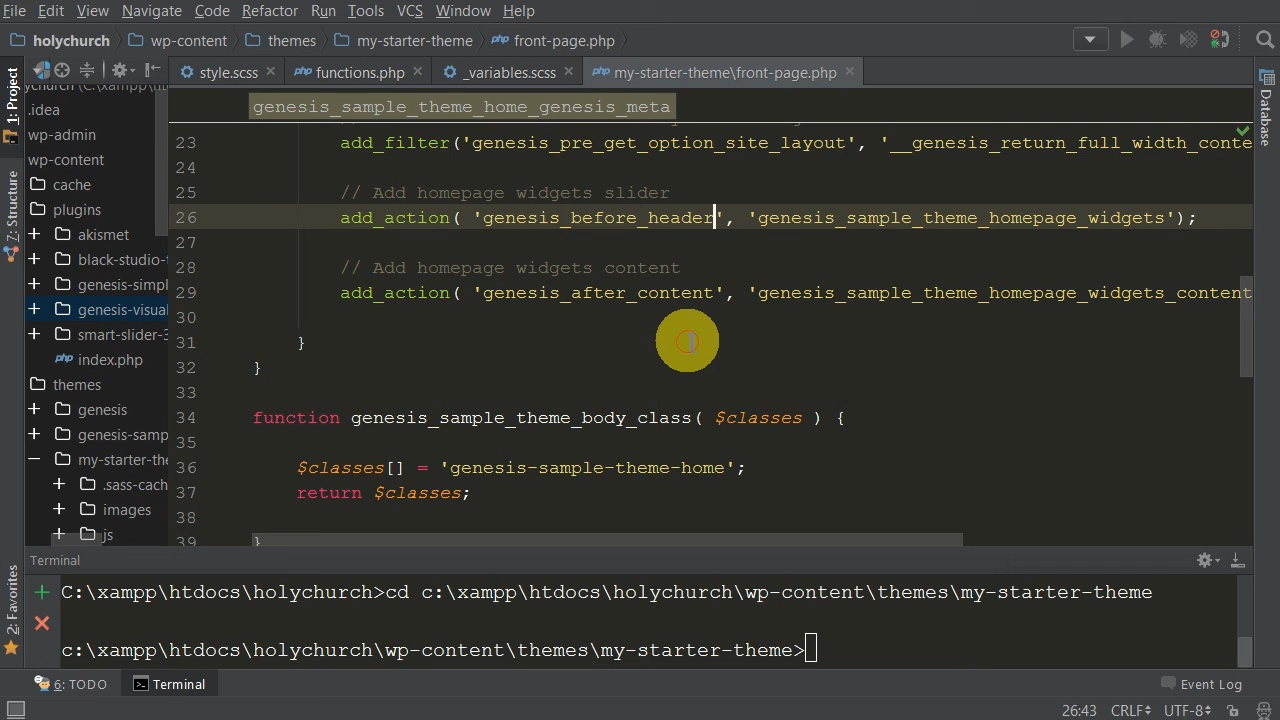 File Edit View Navigate Code Refactor Run Tools VCS Window Help
holychurch wp-content themes my-starter-theme front-page.php
style.scss functions.php _variables.scss my-starter-theme\front-page.php
1: Project
7: Structure
2: Favorites
Database
.idea
wp-admin
wp-content
cache
plugins
akismet
black-studio-
genesis-simpl
genesis-visual
smart-slider-3
index.php
themes
genesis
genesis-samp
my-starter-the
.sass-cach
images
js
genesis_sample_theme_home_genesis_meta
23 add_filter('genesis_pre_get_option_site_layout', '__genesis_return_full_width_conte
24
25 // Add homepage widgets slider
26 add_action( 'genesis_before_header', 'genesis_sample_theme_homepage_widgets');
27
28 // Add homepage widgets content
29 add_action( 'genesis_after_content', 'genesis_sample_theme_homepage_widgets_content
30
31 }
32 }
33
34 function genesis_sample_theme_body_class( $classes ) {
35
36 $classes[] = 'genesis-sample-theme-home';
37 return $classes;
38
39 }
Terminal
C:\xampp\htdocs\holychurch>cd c:\xampp\htdocs\holychurch\wp-content\themes\my-starter-theme
c:\xampp\htdocs\holychurch\wp-content\themes\my-starter-theme>
6: TODO Terminal Event Log
26:43 CRLF UTF-8